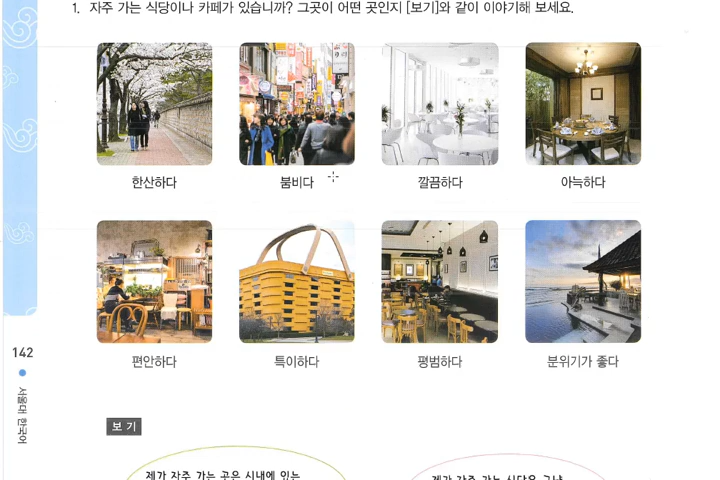 1. 자주 가는 식당이나 카페가 있습니까? 그곳이 어떤 곳인지 [보기]와 같이 이야기해 보세요.
한산하다
붐비다
깔끔하다
아늑하다
편안하다
특이하다
평범하다
분위기가 좋다
142
서울대 한국어
보기
제가 자주 가는 곳은 시내에 있는
제가 자주 가는 식당은 그냥